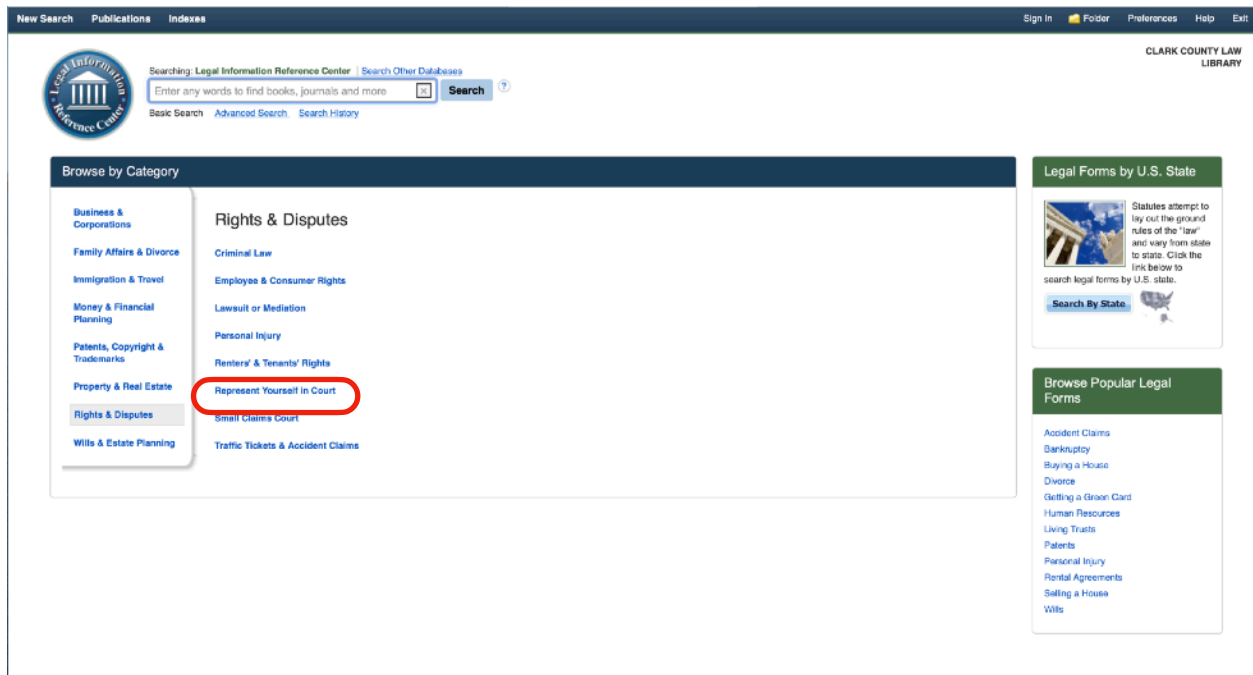 New Search Publications Indexes
Sign In Folder Preferences Help Exit
CLARK COUNTY LAW
LIBRARY
Legal Information
Reference Center
Searching: Legal Information Reference Center | Search Other Databases
Enter any words to find books, journals and more
Search
?
Basic Search Advanced Search Search History
Browse by Category
Business &
Corporations
Family Affairs & Divorce
Immigration & Travel
Money & Financial
Planning
Patents, Copyright &
Trademarks
Property & Real Estate
Rights & Disputes
Wills & Estate Planning
Rights & Disputes
Criminal Law
Employee & Consumer Rights
Lawsuit or Mediation
Personal Injury
Renters' & Tenants' Rights
Represent Yourself in Court
Small Claims Court
Traffic Tickets & Accident Claims
Legal Forms by U.S. State
Statutes attempt to
lay out the ground
rules of the "law"
and vary from state
to state. Click the
link below to
search legal forms by U.S. state.
Search By State
Browse Popular Legal
Forms
Accident Claims
Bankruptcy
Buying a House
Divorce
Getting a Green Card
Human Resources
Living Trusts
Patents
Personal Injury
Rental Agreements
Selling a House
Wills